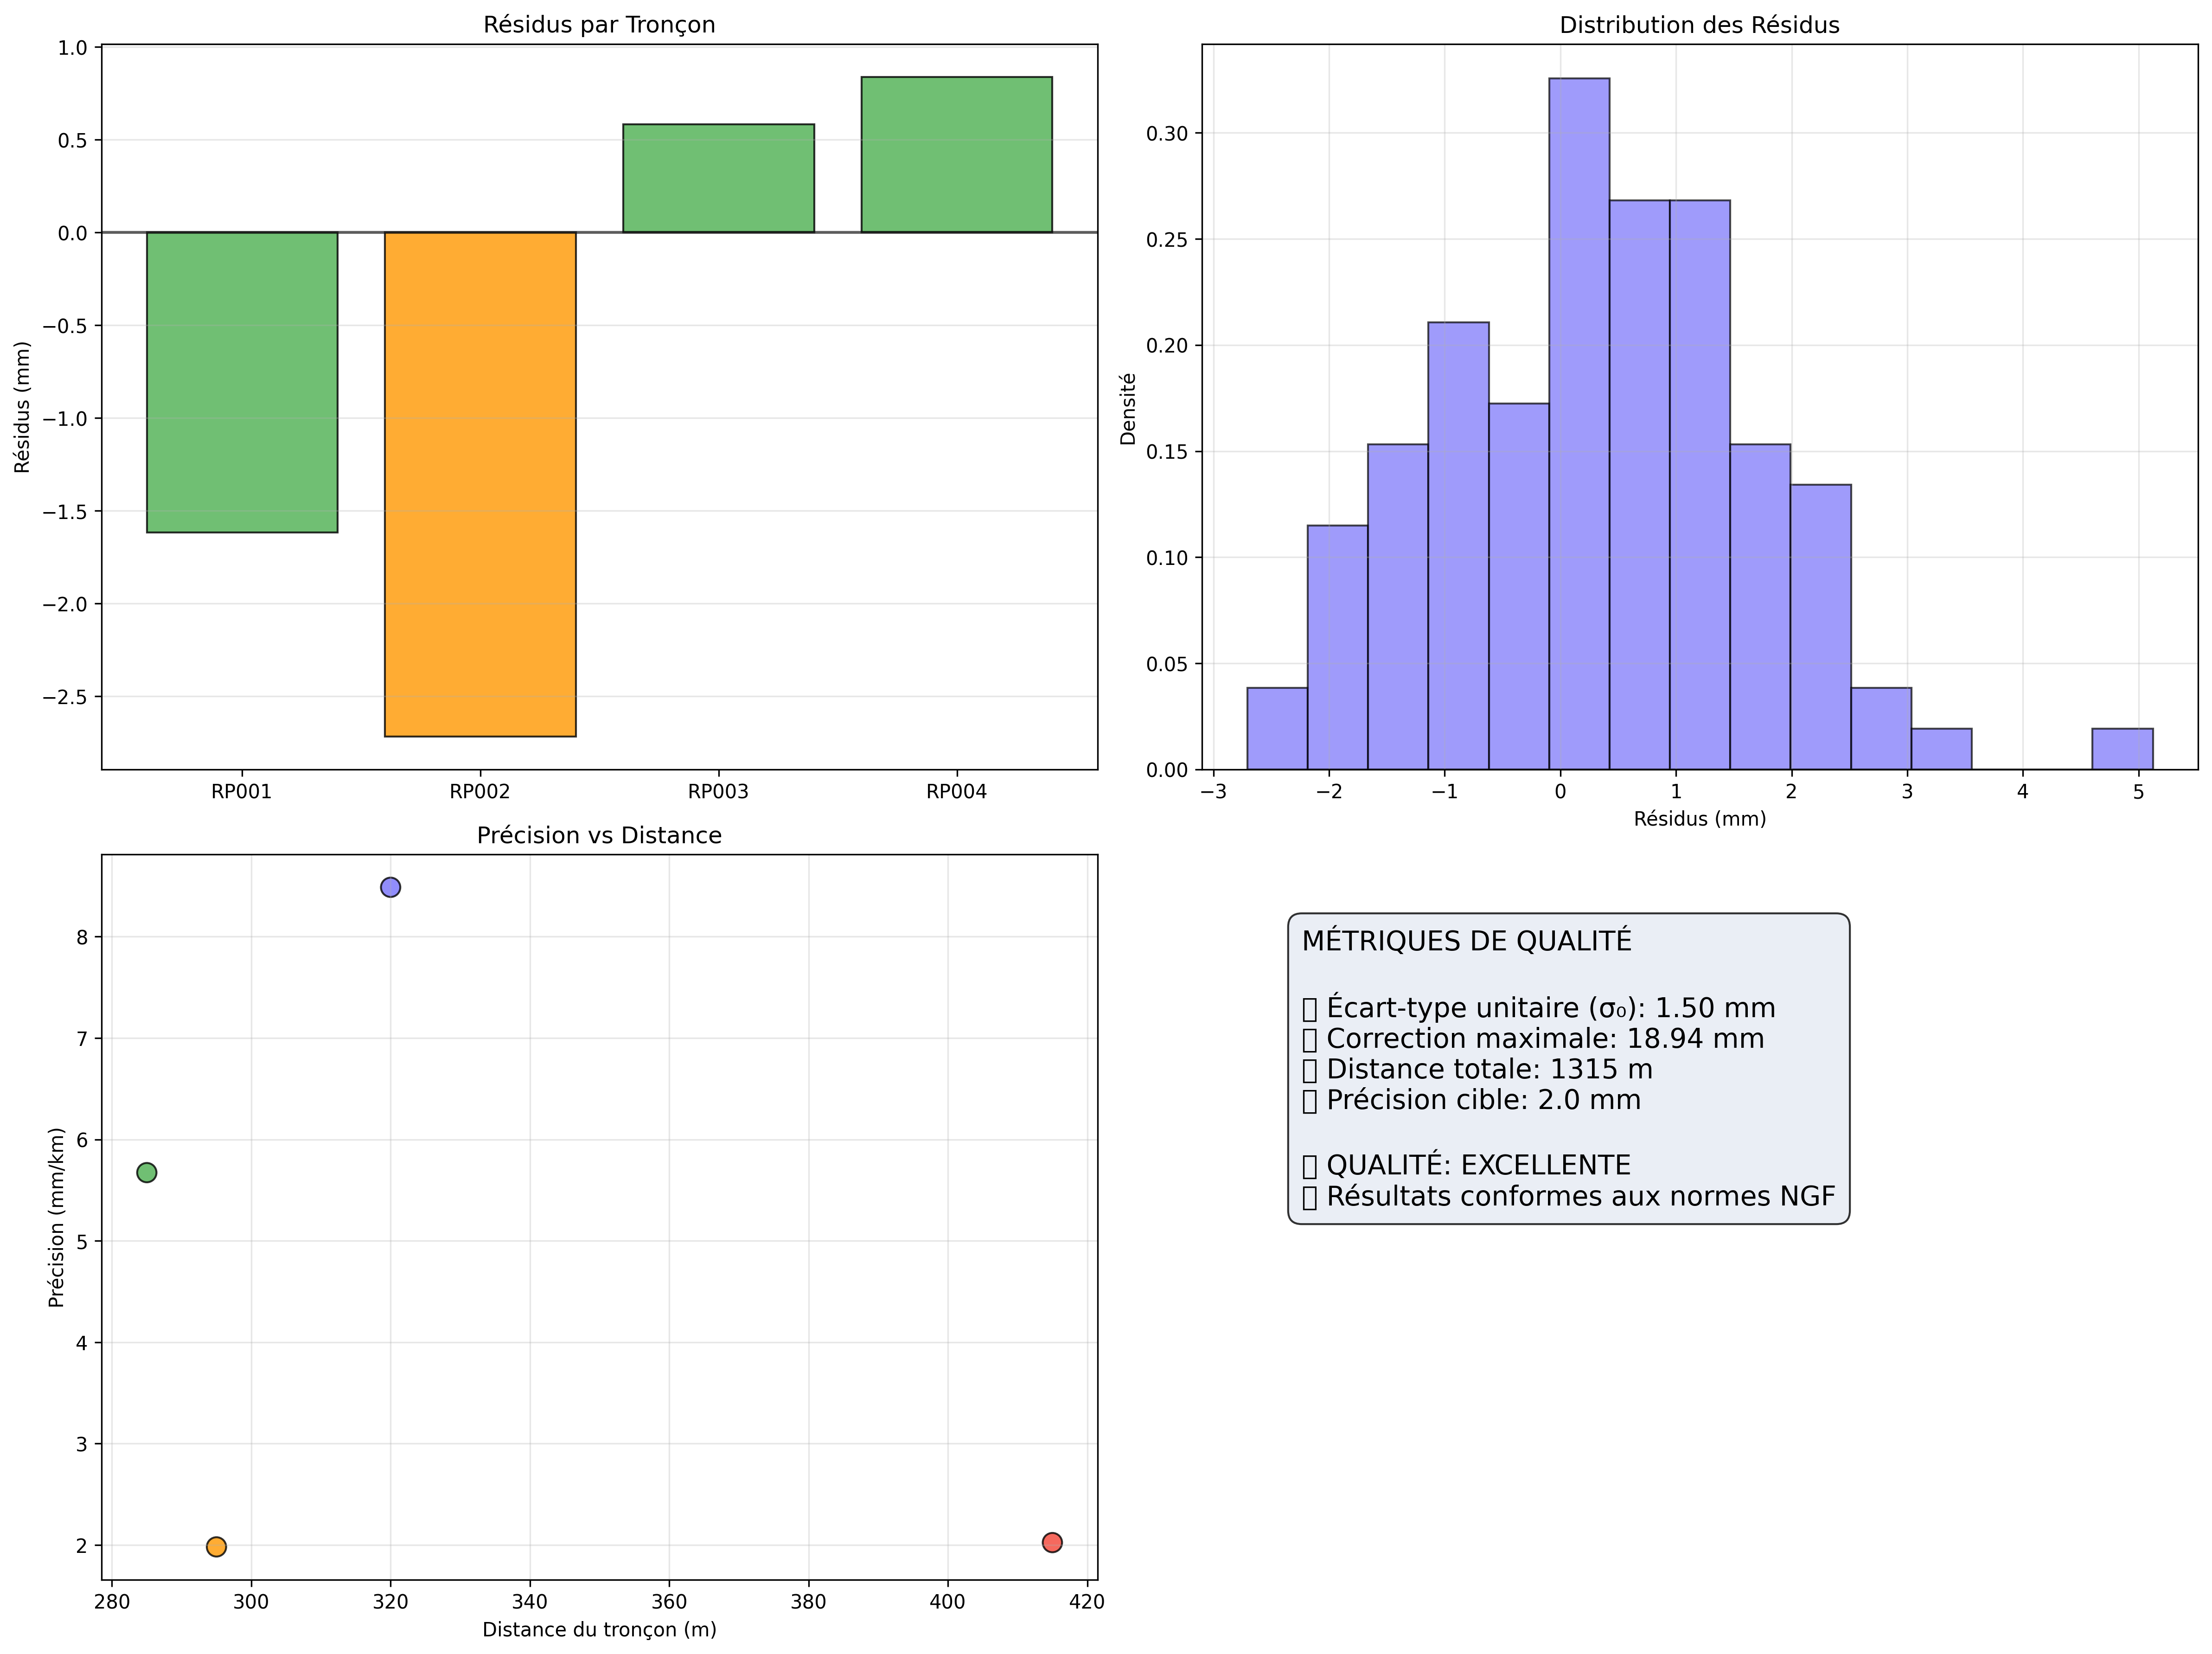 Résidus par Tronçon
Résidus (mm)
1.0
0.5
0.0
−0.5
−1.0
−1.5
−2.0
−2.5
RP001 RP002 RP003 RP004
Distribution des Résidus
Densité
0.30
0.25
0.20
0.15
0.10
0.05
0.00
−3 −2 −1 0 1 2 3 4 5
Résidus (mm)
Précision vs Distance
Précision (mm/km)
8
7
6
5
4
3
2
280 300 320 340 360 380 400 420
Distance du tronçon (m)
MÉTRIQUES DE QUALITÉ
Écart-type unitaire (σ₀): 1.50 mm
Correction maximale: 18.94 mm
Distance totale: 1315 m
Précision cible: 2.0 mm
QUALITÉ: EXCELLENTE
Résultats conformes aux normes NGF